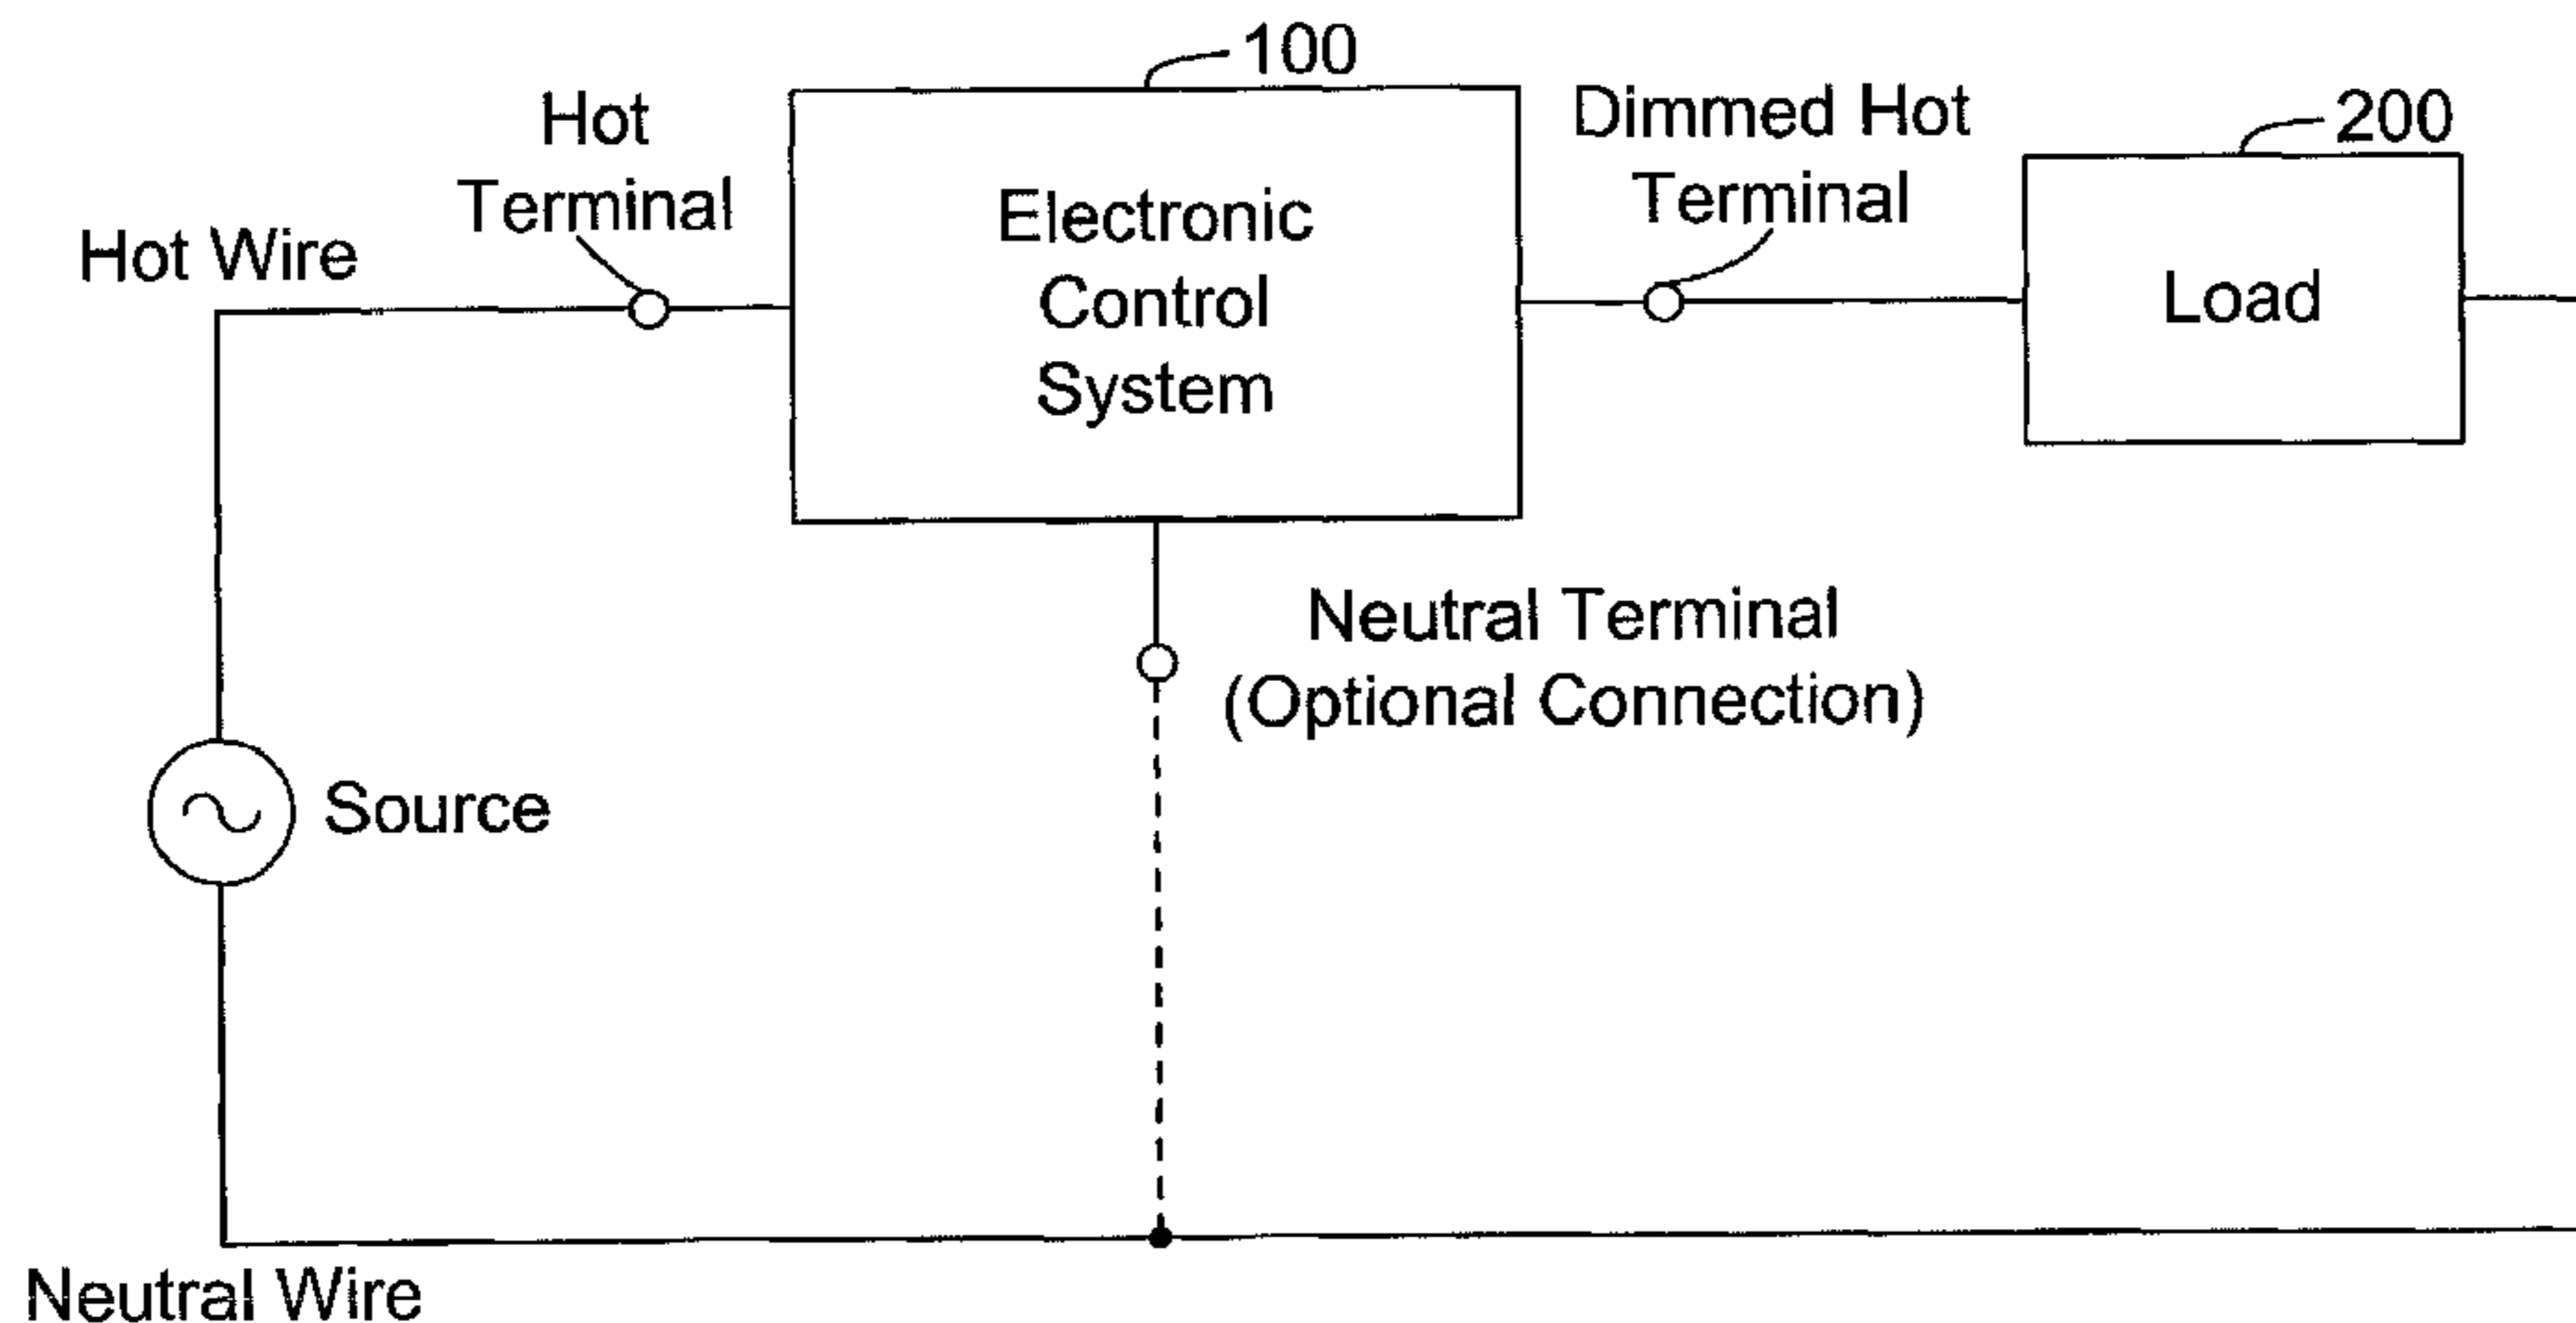 100
Hot
Terminal
Hot Wire
Electronic
Control
System
Dimmed Hot
Terminal
200
Load
Neutral Terminal
(Optional Connection)
Source
Neutral Wire